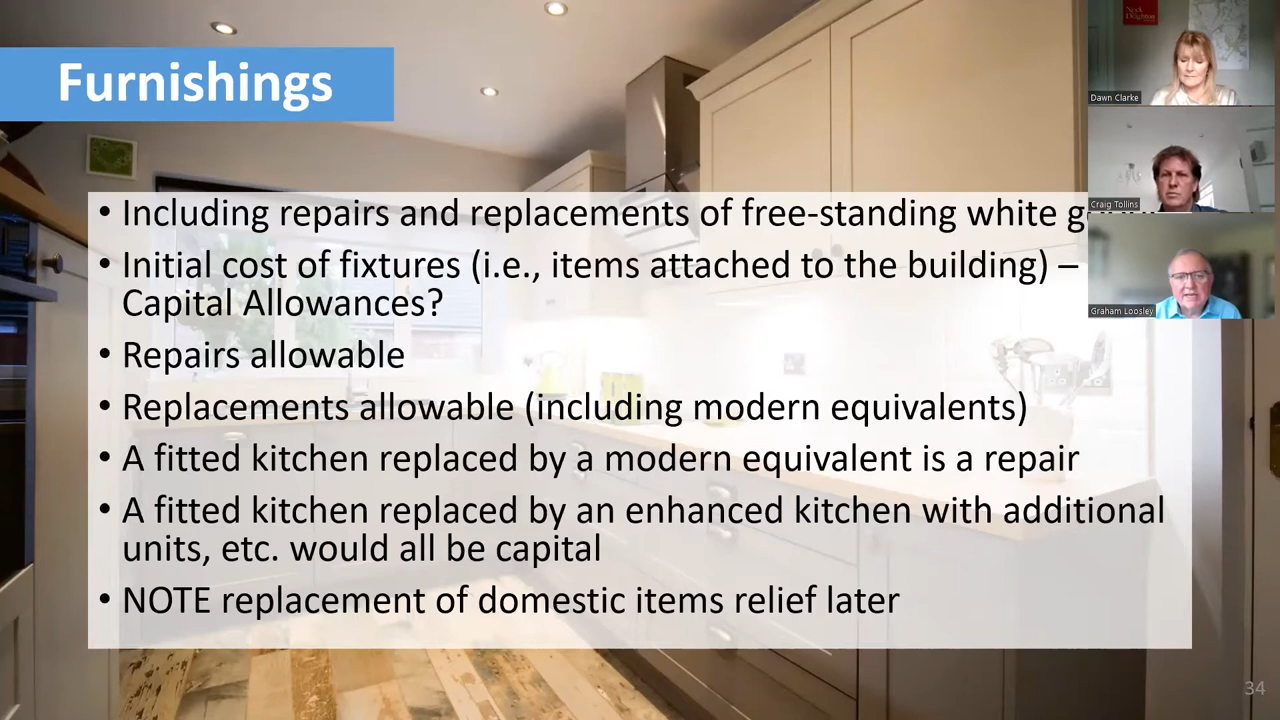 Furnishings
• Including repairs and replacements of free-standing white
• Initial cost of fixtures (i.e., items attached to the building) –
Capital Allowances?
• Repairs allowable
• Replacements allowable (including modern equivalents)
• A fitted kitchen replaced by a modern equivalent is a repair
• A fitted kitchen replaced by an enhanced kitchen with additional
units, etc. would all be capital
• NOTE replacement of domestic items relief later
Nock
Deighton
Dawn Clarke
Craig Tollins
Graham Loosley
34